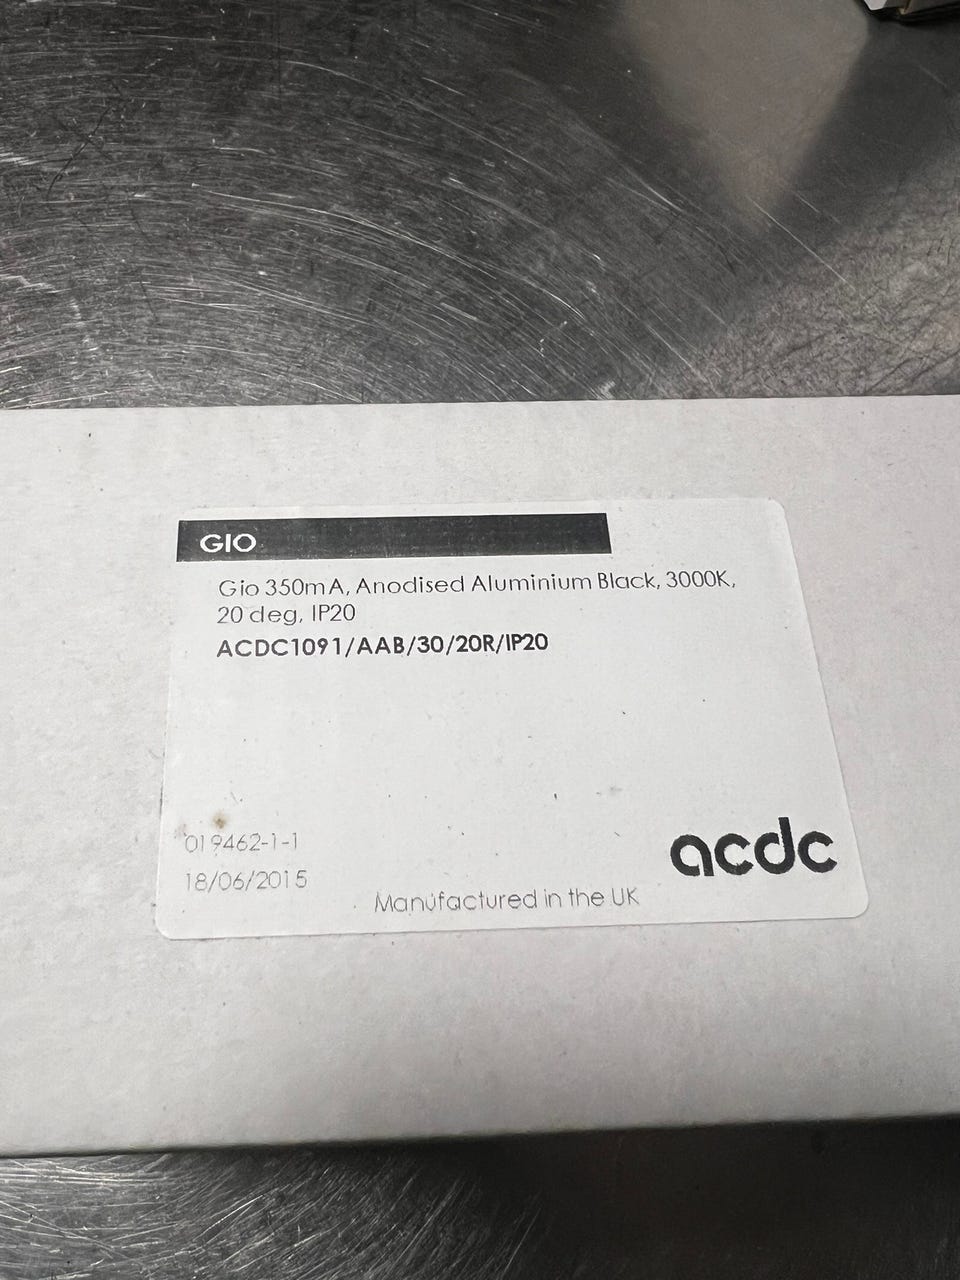 GIO
Gio 350mA, Anodised Aluminium Black, 3000K,
20 deg, IP20
ACDC1091/AAB/30/20R/IP20
019462-1-1
18/06/2015
Manufactured in the UK
acdc